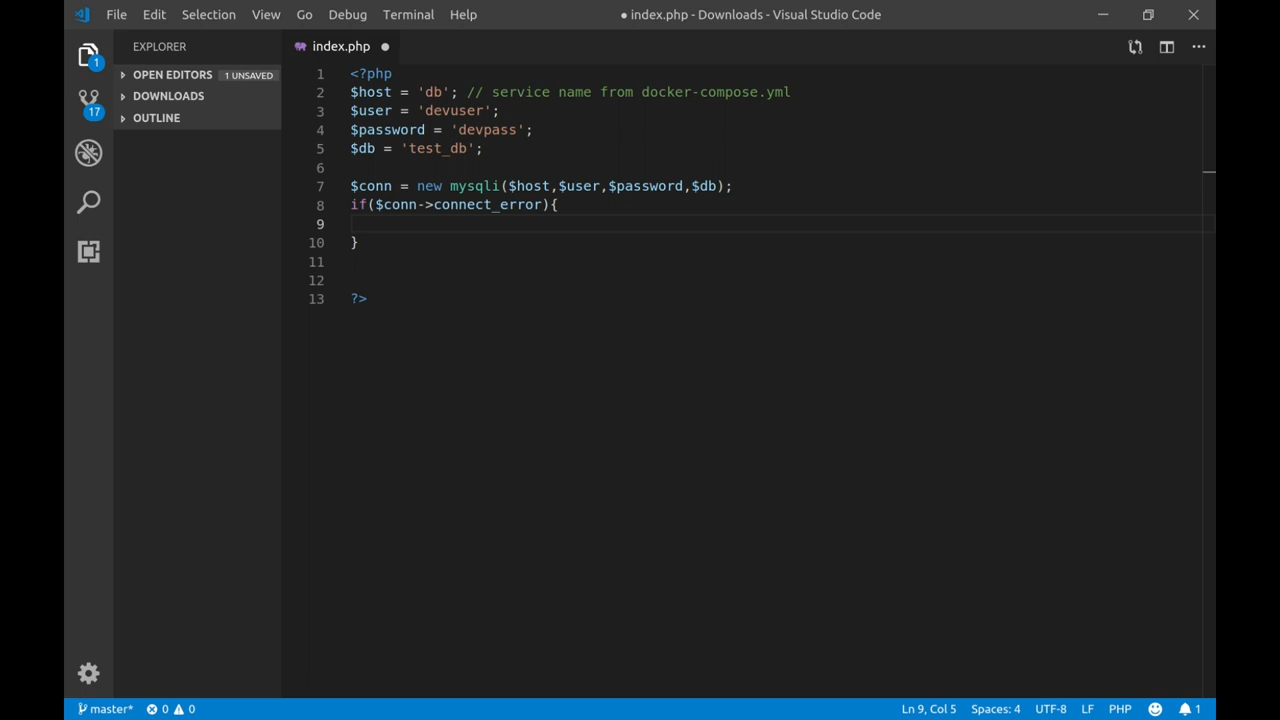 File Edit Selection View Go Debug Terminal Help ● index.php - Downloads - Visual Studio Code
EXPLORER
OPEN EDITORS 1 UNSAVED
DOWNLOADS
OUTLINE
1
17
index.php ●
1 <?php
2 $host = 'db'; // service name from docker-compose.yml
3 $user = 'devuser';
4 $password = 'devpass';
5 $db = 'test_db';
6
7 $conn = new mysqli($host,$user,$password,$db);
8 if($conn->connect_error){
9
10 }
11
12
13 ?>
master* 0 0 Ln 9, Col 5 Spaces: 4 UTF-8 LF PHP 1